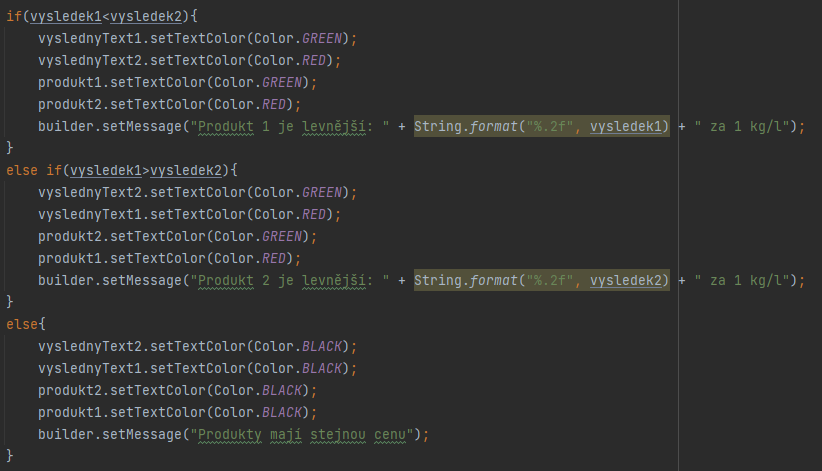 if(vysledek1<vysledek2){
    vyslednyText1.setTextColor(Color.GREEN);
    vyslednyText2.setTextColor(Color.RED);
    produkt1.setTextColor(Color.GREEN);
    produkt2.setTextColor(Color.RED);
    builder.setMessage("Produkt 1 je levnější: " + String.format("%.2f", vysledek1) + " za 1 kg/l");
}
else if(vysledek1>vysledek2){
    vyslednyText2.setTextColor(Color.GREEN);
    vyslednyText1.setTextColor(Color.RED);
    produkt2.setTextColor(Color.GREEN);
    produkt1.setTextColor(Color.RED);
    builder.setMessage("Produkt 2 je levnější: " + String.format("%.2f", vysledek2) + " za 1 kg/l");
}
else{
    vyslednyText2.setTextColor(Color.BLACK);
    vyslednyText1.setTextColor(Color.BLACK);
    produkt2.setTextColor(Color.BLACK);
    produkt1.setTextColor(Color.BLACK);
    builder.setMessage("Produkty mají stejnou cenu");
}